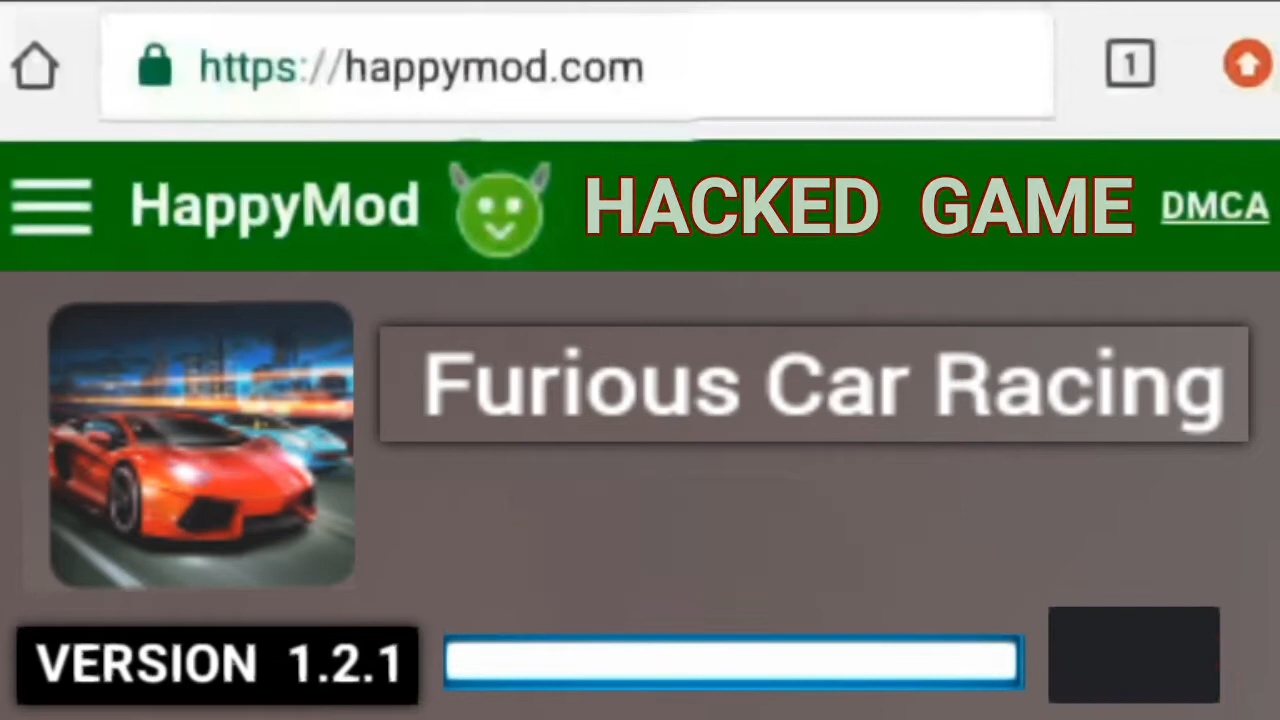 1
https://happymod.com
HappyMod HACKED GAME DMCA
Furious Car Racing
VERSION 1.2.1